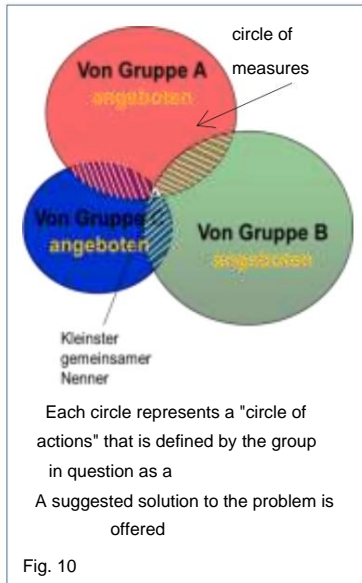 circle of
measures
Von Gruppe A
angeboten
Von Gruppe C
angeboten
Von Gruppe B
angeboten
Kleinster
gemeinsamer
Nenner
Each circle represents a "circle of
actions" that is defined by the group
in question as a
A suggested solution to the problem is
offered
Fig. 10